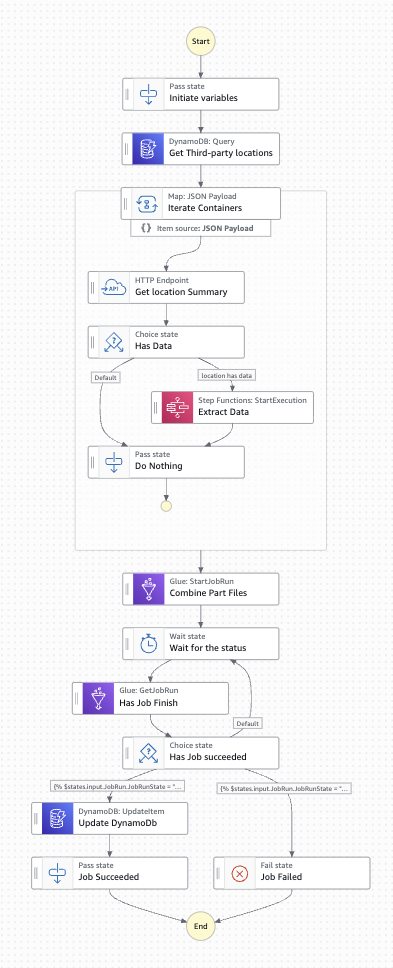 Start
Pass state
Initiate variables
DynamoDB: Query
Get Third-party locations
Map: JSON Payload
Iterate Containers
{} Item source: JSON Payload
HTTP Endpoint
API
Get location Summary
Choice state
Has Data
Default
location has data
Step Functions: StartExecution
Extract Data
Pass state
Do Nothing
Glue: StartJobRun
Combine Part Files
Wait state
Wait for the status
Glue: GetJobRun
Has Job Finish
Default
Choice state
Has Job succeeded
{% $states.input.JobRun.JobRunState = "...
{% $states.input.JobRun.JobRunState = "...
DynamoDB: UpdateItem
Update DynamoDb
Pass state
Job Succeeded
Fail state
Job Failed
End